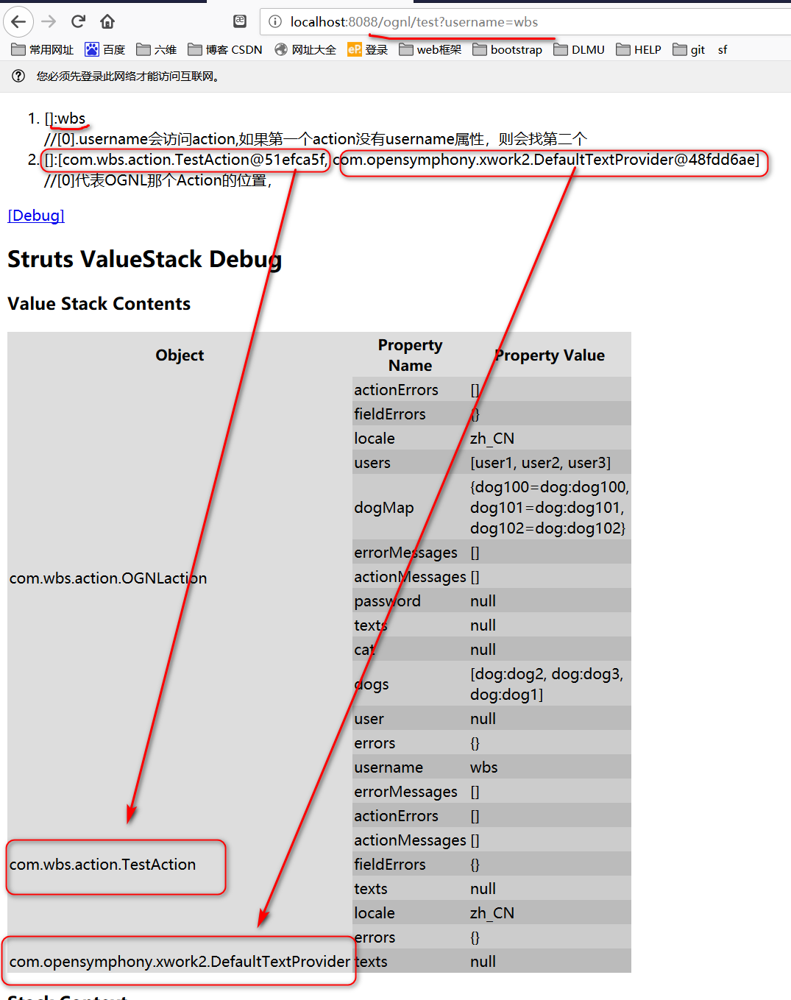 localhost:8088/ognl/test?username=wbs
常用网址 百度 六维 博客 CSDN 网址大全 eP 登录 web框架 bootstrap DLMU HELP git sf
您必须先登录此网络才能访问互联网。
1. []:wbs
//[0].username会访问action,如果第一个action没有username属性，则会找第二个
2. []:[com.wbs.action.TestAction@51efca5f, com.opensymphony.xwork2.DefaultTextProvider@48fdd6ae]
//[0]代表OGNL那个Action的位置，
[Debug]
Struts ValueStack Debug
Value Stack Contents
Object Property Name Property Value
actionErrors []
fieldErrors {}
locale zh_CN
users [user1, user2, user3]
dogMap {dog100=dog:dog100,
dog101=dog:dog101,
dog102=dog:dog102}
errorMessages []
com.wbs.action.OGNLaction actionMessages []
password null
texts null
cat null
dogs [dog:dog2, dog:dog3,
dog:dog1]
user null
errors {}
username wbs
errorMessages []
actionErrors []
actionMessages []
com.wbs.action.TestAction fieldErrors {}
texts null
locale zh_CN
errors {}
com.opensymphony.xwork2.DefaultTextProvider texts null
Stack Context